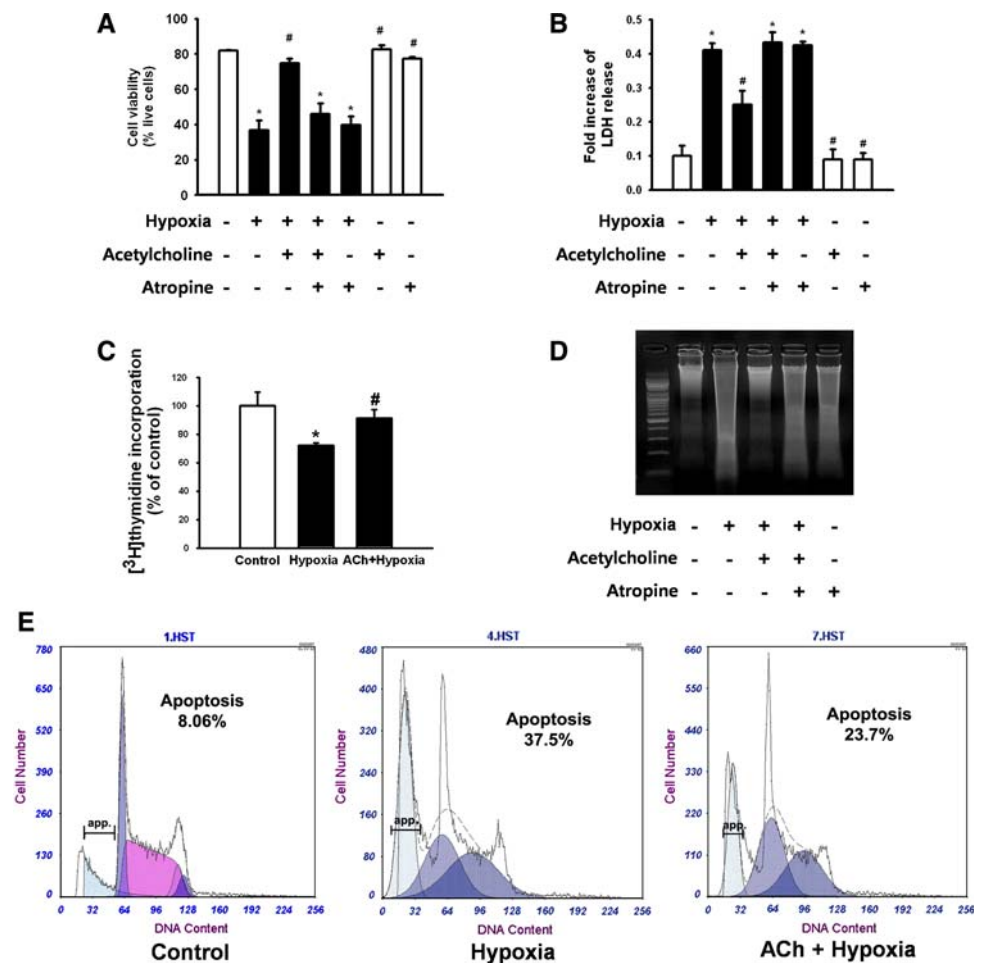 A
Cell viability
(% live cells)
100
80
60
40
20
0
* # * * # #
Hypoxia - + + + + - -
Acetylcholine - - + + - + -
Atropine - - - + + - +
B
Fold increase of
LDH release
0.5
0.4
0.3
0.2
0.1
0.0
* # * * # #
Hypoxia - + + + + - -
Acetylcholine - - + + - + -
Atropine - - - + + - +
C
[³H]thymidine incorporation
(% of control)
120
100
80
60
40
20
0
* #
Control Hypoxia ACh+Hypoxia
D
Hypoxia - + + + -
Acetylcholine - - + + -
Atropine - - - + +
E
1.HST
Cell Number
780
650
520
390
260
130
0
Apoptosis
8.06%
app.
0 32 64 96 128 160 192 224 256
DNA Content
Control
4.HST
Cell Number
480
400
320
240
160
80
0
Apoptosis
37.5%
app.
0 32 64 96 128 160 192 224 256
DNA Content
Hypoxia
7.HST
Cell Number
660
550
440
330
220
110
0
Apoptosis
23.7%
app.
0 32 64 96 128 160 192 224 256
DNA Content
ACh + Hypoxia